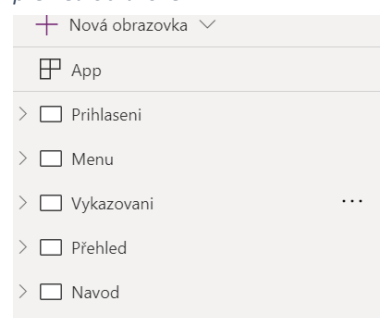 Nová obrazovka
App
Prihlaseni
Menu
Vykazovani
Přehled
Navod